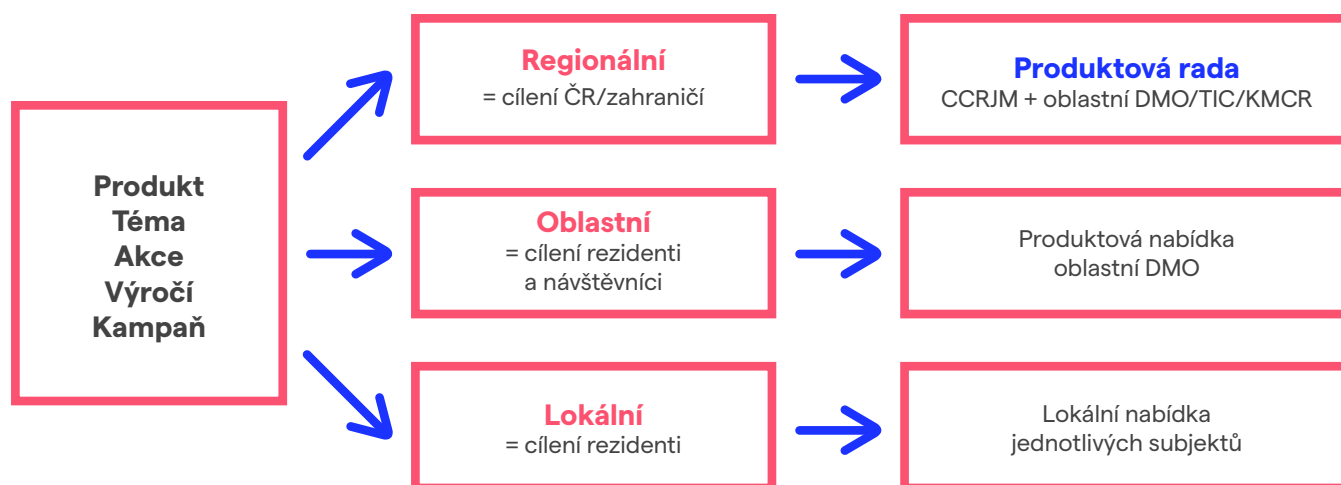 Produkt
Téma
Akce
Výročí
Kampaň
Regionální
= cílení ČR/zahraničí
Produktová rada
CCRJM + oblastní DMO/TIC/KMCR
Oblastní
= cílení rezidenti
a návštěvníci
Produktová nabídka
oblastní DMO
Lokální
= cílení rezidenti
Lokální nabídka
jednotlivých subjektů